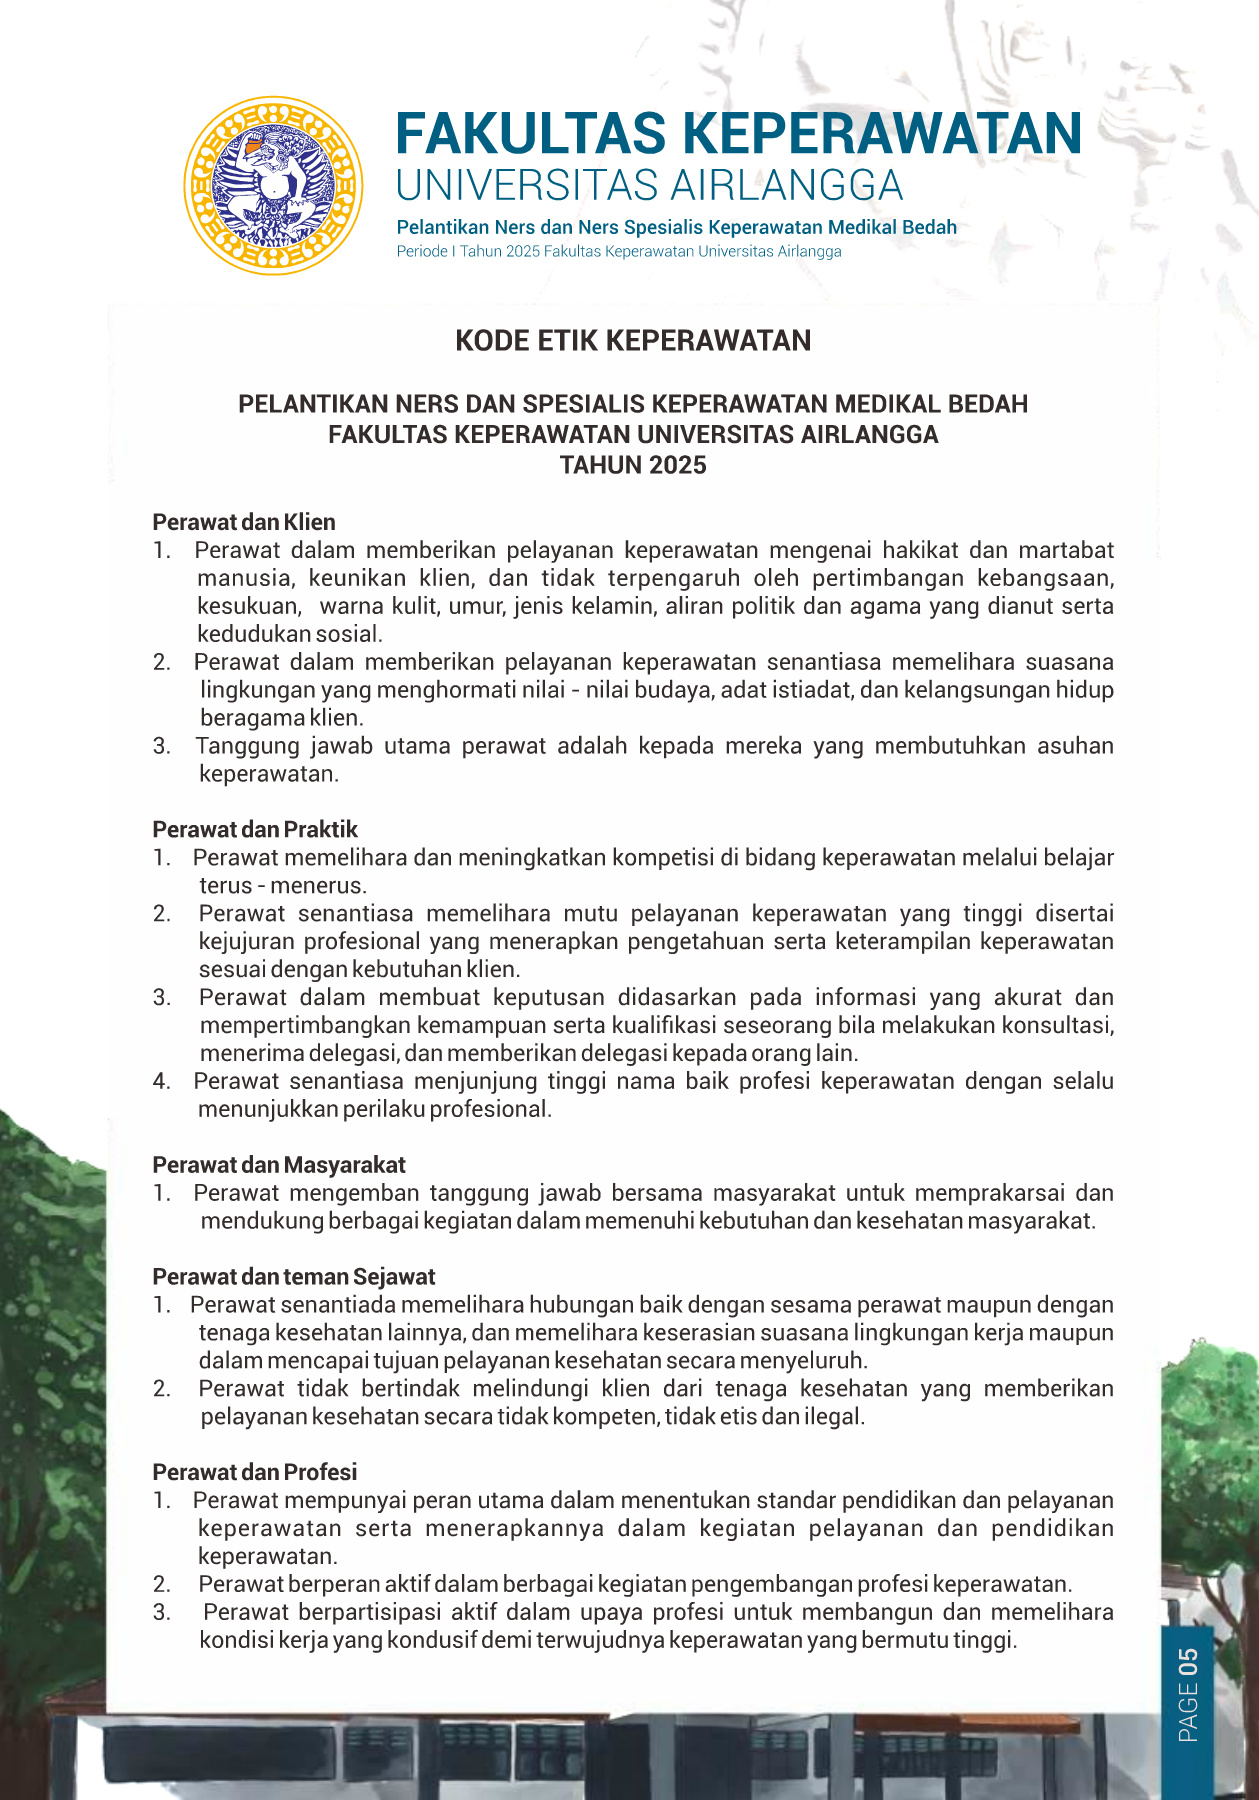 FAKULTAS KEPERAWATAN
UNIVERSITAS AIRLANGGA
Pelantikan Ners dan Ners Spesialis Keperawatan Medikal Bedah
Periode I Tahun 2025 Fakultas Keperawatan Universitas Airlangga
KODE ETIK KEPERAWATAN
PELANTIKAN NERS DAN SPESIALIS KEPERAWATAN MEDIKAL BEDAH
FAKULTAS KEPERAWATAN UNIVERSITAS AIRLANGGA
TAHUN 2025
Perawat dan Klien
1. Perawat dalam memberikan pelayanan keperawatan mengenai hakikat dan martabat
manusia, keunikan klien, dan tidak terpengaruh oleh pertimbangan kebangsaan,
kesukuan, warna kulit, umur, jenis kelamin, aliran politik dan agama yang dianut serta
kedudukan sosial.
2. Perawat dalam memberikan pelayanan keperawatan senantiasa memelihara suasana
lingkungan yang menghormati nilai - nilai budaya, adat istiadat, dan kelangsungan hidup
beragama klien.
3. Tanggung jawab utama perawat adalah kepada mereka yang membutuhkan asuhan
keperawatan.
Perawat dan Praktik
1. Perawat memelihara dan meningkatkan kompetisi di bidang keperawatan melalui belajar
terus - menerus.
2. Perawat senantiasa memelihara mutu pelayanan keperawatan yang tinggi disertai
kejujuran profesional yang menerapkan pengetahuan serta keterampilan keperawatan
sesuai dengan kebutuhan klien.
3. Perawat dalam membuat keputusan didasarkan pada informasi yang akurat dan
mempertimbangkan kemampuan serta kualifikasi seseorang bila melakukan konsultasi,
menerima delegasi, dan memberikan delegasi kepada orang lain.
4. Perawat senantiasa menjunjung tinggi nama baik profesi keperawatan dengan selalu
menunjukkan perilaku profesional.
Perawat dan Masyarakat
1. Perawat mengemban tanggung jawab bersama masyarakat untuk memprakarsai dan
mendukung berbagai kegiatan dalam memenuhi kebutuhan dan kesehatan masyarakat.
Perawat dan teman Sejawat
1. Perawat senantiada memelihara hubungan baik dengan sesama perawat maupun dengan
tenaga kesehatan lainnya, dan memelihara keserasian suasana lingkungan kerja maupun
dalam mencapai tujuan pelayanan kesehatan secara menyeluruh.
2. Perawat tidak bertindak melindungi klien dari tenaga kesehatan yang memberikan
pelayanan kesehatan secara tidak kompeten, tidak etis dan ilegal.
Perawat dan Profesi
1. Perawat mempunyai peran utama dalam menentukan standar pendidikan dan pelayanan
keperawatan serta menerapkannya dalam kegiatan pelayanan dan pendidikan
keperawatan.
2. Perawat berperan aktif dalam berbagai kegiatan pengembangan profesi keperawatan.
3. Perawat berpartisipasi aktif dalam upaya profesi untuk membangun dan memelihara
kondisi kerja yang kondusif demi terwujudnya keperawatan yang bermutu tinggi.
PAGE 05